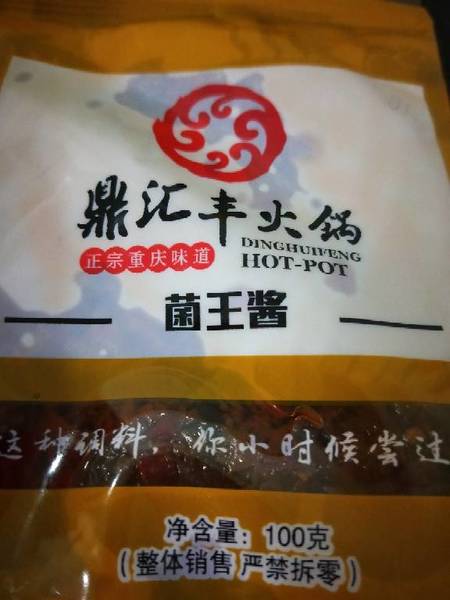 鼎汇丰火锅
DINGHUIFENG
正宗重庆味道
HOT-POT
菌王酱
这种调料,你小时候尝过
净含量:100克
(整体销售 严禁拆零)